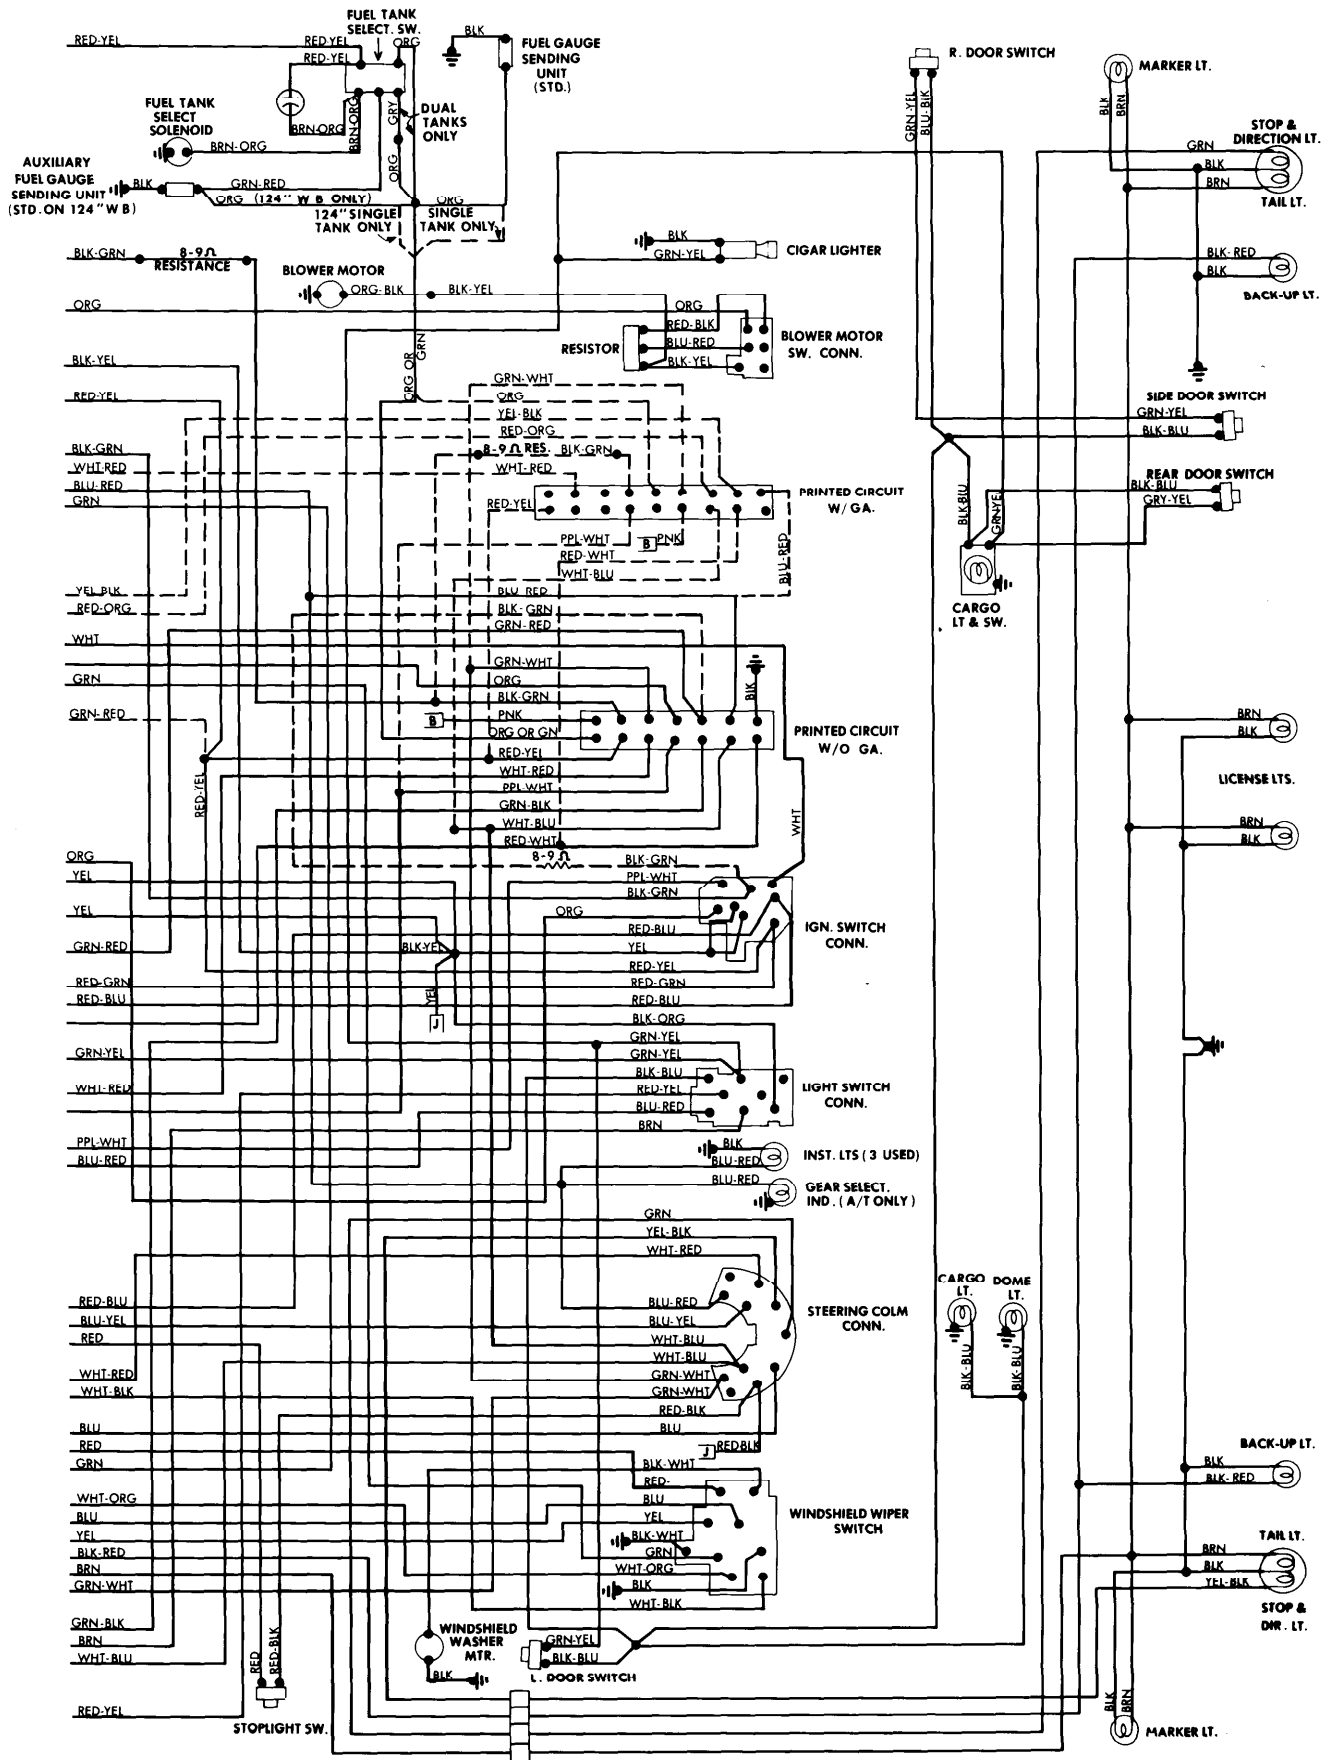 FUEL TANK
SELECT. SW.
RED-YEL
RED YEL
ORG
RED-YEL
BLK
FUEL GAUGE
SENDING
UNIT
(STD.)
R. DOOR SWITCH
MARKER LT.
FUEL TANK
SELECT
SOLENOID
BRN-ORG
BRN-ORG
GRY
DUAL
TANKS
ONLY
GRN-YEL
BLU-BlK
BLK
BRN
STOP &
DIRECTION LT.
GRN
BLK
BRN
TAIL LT.
BRN-ORG
ORG
AUXILIARY
FUEL GAUGE
SENDING UNIT
(STD. ON 124" W B)
BLK
GRN-RED
ORG (124" W B ONLY)
ORG
124" SINGLE
TANK ONLY
SINGLE
TANK ONLY
BLK
GRN-YEL
CIGAR LIGHTER
BLK-GRN
8-9Ω
RESISTANCE
BLK-RED
BLK
BACK-UP LT.
BLOWER MOTOR
ORG-BLK
BLK-YEL
ORG
ORG
RED-BLK
BLU-RED
BLK-YEL
RESISTOR
BLOWER MOTOR
SW. CONN.
ORG OR
GRN
BLK-YEL
RED-YEL
GRN-WHT
ORG
YEL-BLK
RED-ORG
8-9Ω RES.
BLK-GRN
WHT-RED
SIDE DOOR SWITCH
GRN-YEL
BLK-BLU
BLK-GRN
WHT-RED
BLU-RED
GRN
REAR DOOR SWITCH
BLK-BLU
GRY-YEL
RED-YEL
PRINTED CIRCUIT
W/ GA.
BLK-BLU
GRN-YEL
PPL-WHT
B
PNK
RED-WHT
WHT-BLU
BLU-RED
YEL BLK
RED-ORG
BLU RED
BLK-GRN
GRN-RED
CARGO
LT & SW.
WHT
GRN
GRN-RED
GRN-WHT
ORG
BLK-GRN
BlK
B
PNK
ORG OR GN
RED-YEL
WHT-RED
PPL-WHT
GRN-BLK
WHT-BLU
RED-WHT
8-9Ω
PRINTED CIRCUIT
W/O GA.
BRN
BLK
LICENSE LTS.
BRN
BLK
RED-YEL
WHT
ORG
YEL
YEL
GRN-RED
RED-GRN
RED-BLU
BLK-GRN
PPL-WHT
BLK-GRN
ORG
RED-BLU
YEL
RED-YEL
RED-GRN
RED-BLU
BLK-YEL
YEL
J
IGN. SWITCH
CONN.
BLK-ORG
GRN-YEL
GRN-YEL
BLK-BLU
RED-YEL
BLU-RED
BRN
GRN-YEL
WHT-RED
LIGHT SWITCH
CONN.
PPL-WHT
BLU-RED
BLK
BLU-RED
INST. LTS (3 USED)
BLU-RED
GEAR SELECT.
IND. (A/T ONLY)
GRN
YEL-BLK
WHT-RED
CARGO
LT.
DOME
LT.
RED-BLU
BLU-YEL
RED
WHT-RED
WHT-BLK
BLU-RED
BLU-YEL
WHT-BLU
WHT-BLU
GRN-WHT
GRN-WHT
RED-BLK
BLU
J
RED BLK
STEERING COLM
CONN.
BlK-BLU
BlK-BLU
BLU
RED
GRN
BLK-WHT
RED-
BLU
YEL
BLK-WHT
GRN
WHT-ORG
BLK
WHT-BLK
WINDSHIELD WIPER
SWITCH
BACK-UP LT.
BLK
BLK-RED
WHT-ORG
BLU
YEL
BLK-RED
BRN
GRN-WHT
TAIL LT.
BRN
BLK
YEL-BLK
STOP &
DIR. LT.
GRN-BLK
BRN
WHT-BLU
RED
RED-BLK
WINDSHIELD
WASHER
MTR.
BLK
GRN-YEL
BLK-BLU
L. DOOR SWITCH
RED-YEL
STOPLIGHT SW.
BLK
BRN
MARKER LT.